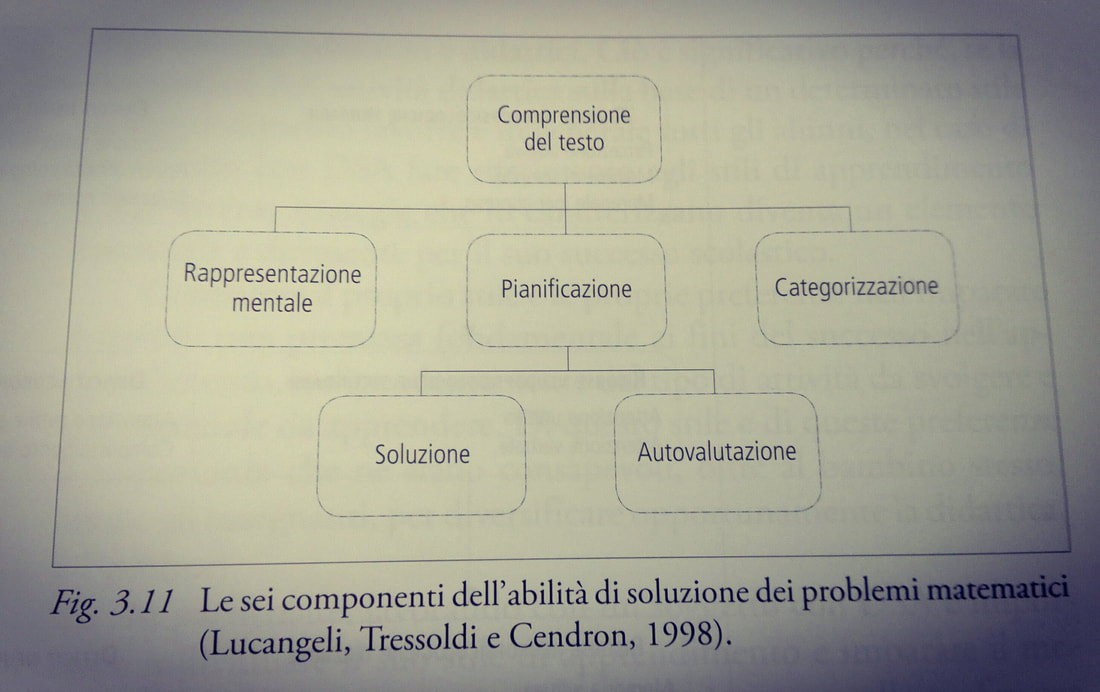 Comprensione
del testo
Rappresentazione
mentale
Pianificazione
Categorizzazione
Soluzione
Autovalutazione
Fig. 3.11 Le sei componenti dell'abilità di soluzione dei problemi matematici
(Lucangeli, Tressoldi e Cendron, 1998).